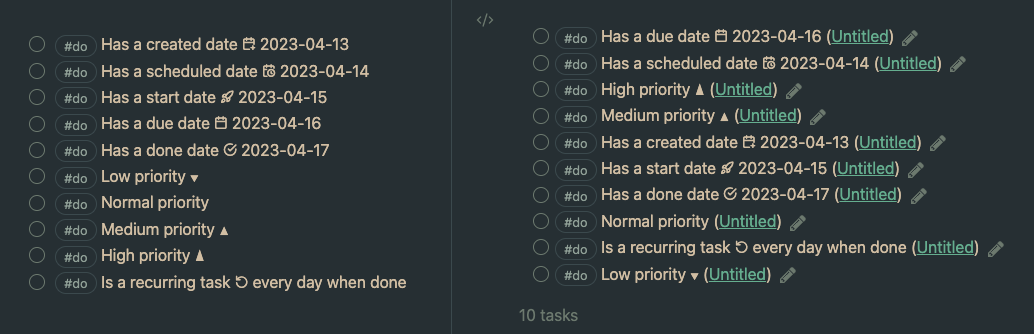 #do Has a created date 2023-04-13
#do Has a scheduled date 2023-04-14
#do Has a start date 2023-04-15
#do Has a due date 2023-04-16
#do Has a done date 2023-04-17
#do Low priority
#do Normal priority
#do Medium priority
#do High priority
#do Is a recurring task every day when done
</>
#do Has a due date 2023-04-16 (Untitled)
#do Has a scheduled date 2023-04-14 (Untitled)
#do High priority (Untitled)
#do Medium priority (Untitled)
#do Has a created date 2023-04-13 (Untitled)
#do Has a start date 2023-04-15 (Untitled)
#do Has a done date 2023-04-17 (Untitled)
#do Normal priority (Untitled)
#do Is a recurring task every day when done (Untitled)
#do Low priority (Untitled)
10 tasks